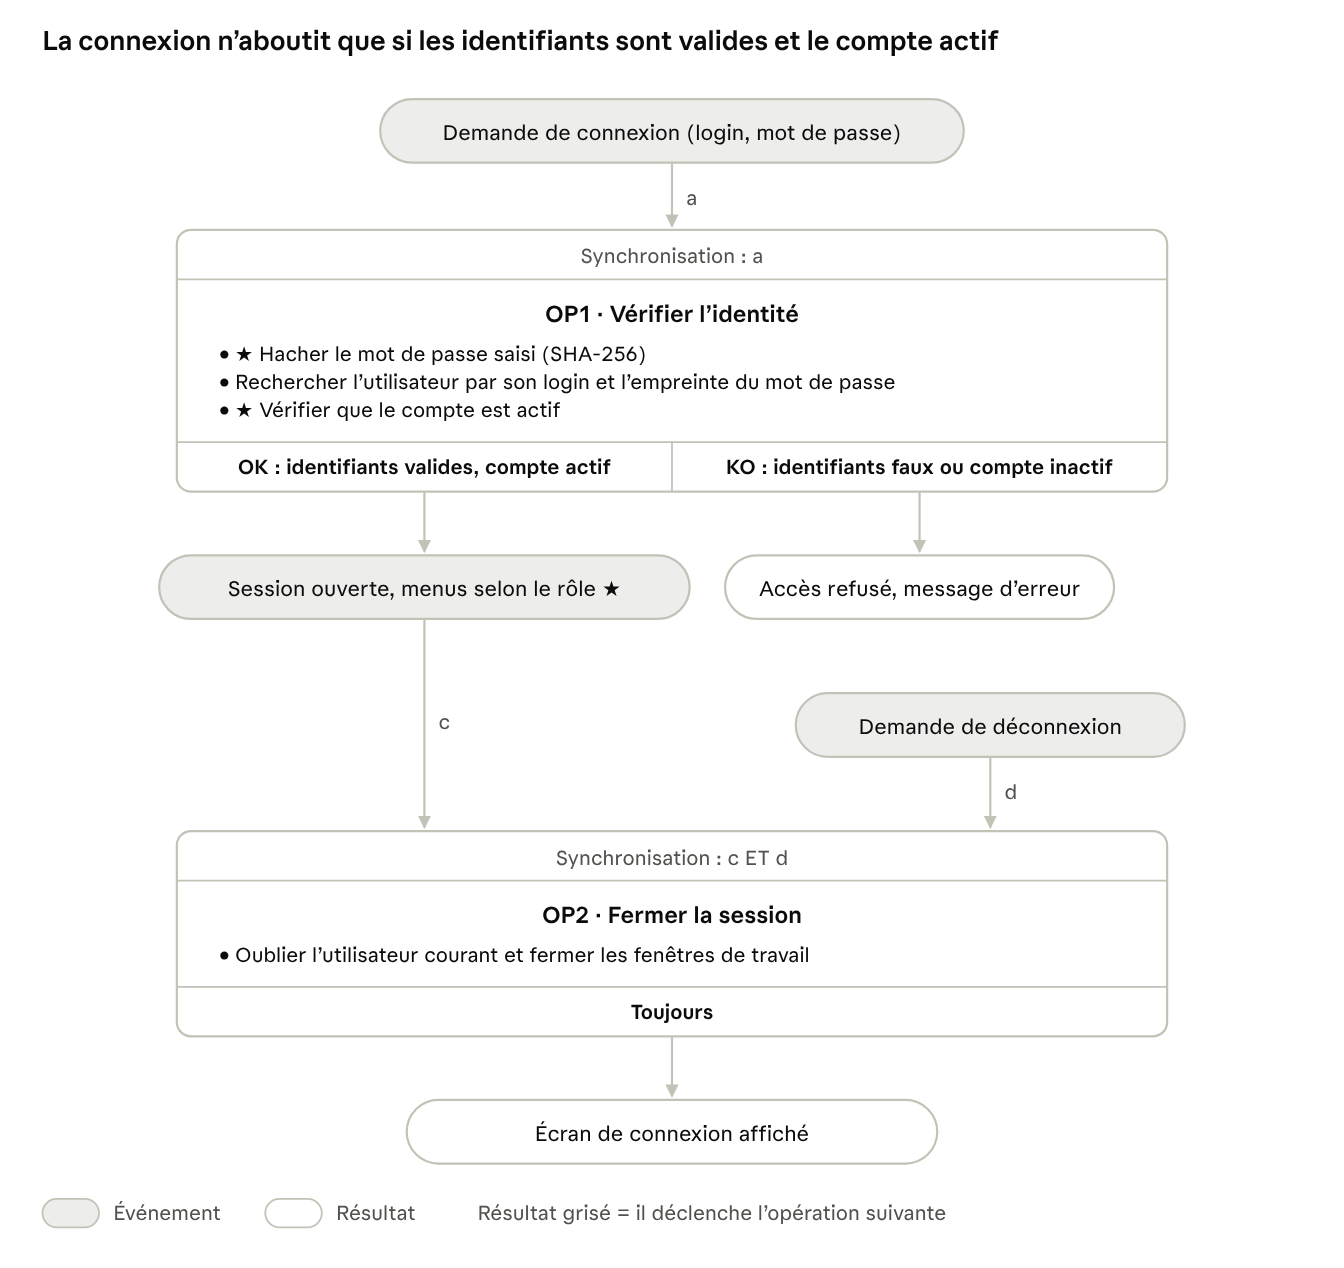 La connexion n’aboutit que si les identifiants sont valides et le compte actif
Demande de connexion (login, mot de passe)
a
Synchronisation : a
OP1 · Vérifier l’identité
• ★ Hacher le mot de passe saisi (SHA-256)
• Rechercher l’utilisateur par son login et l’empreinte du mot de passe
• ★ Vérifier que le compte est actif
OK : identifiants valides, compte actif
KO : identifiants faux ou compte inactif
Session ouverte, menus selon le rôle ★
Accès refusé, message d’erreur
c
Demande de déconnexion
d
Synchronisation : c ET d
OP2 · Fermer la session
• Oublier l’utilisateur courant et fermer les fenêtres de travail
Toujours
Écran de connexion affiché
Événement
Résultat
Résultat grisé = il déclenche l’opération suivante